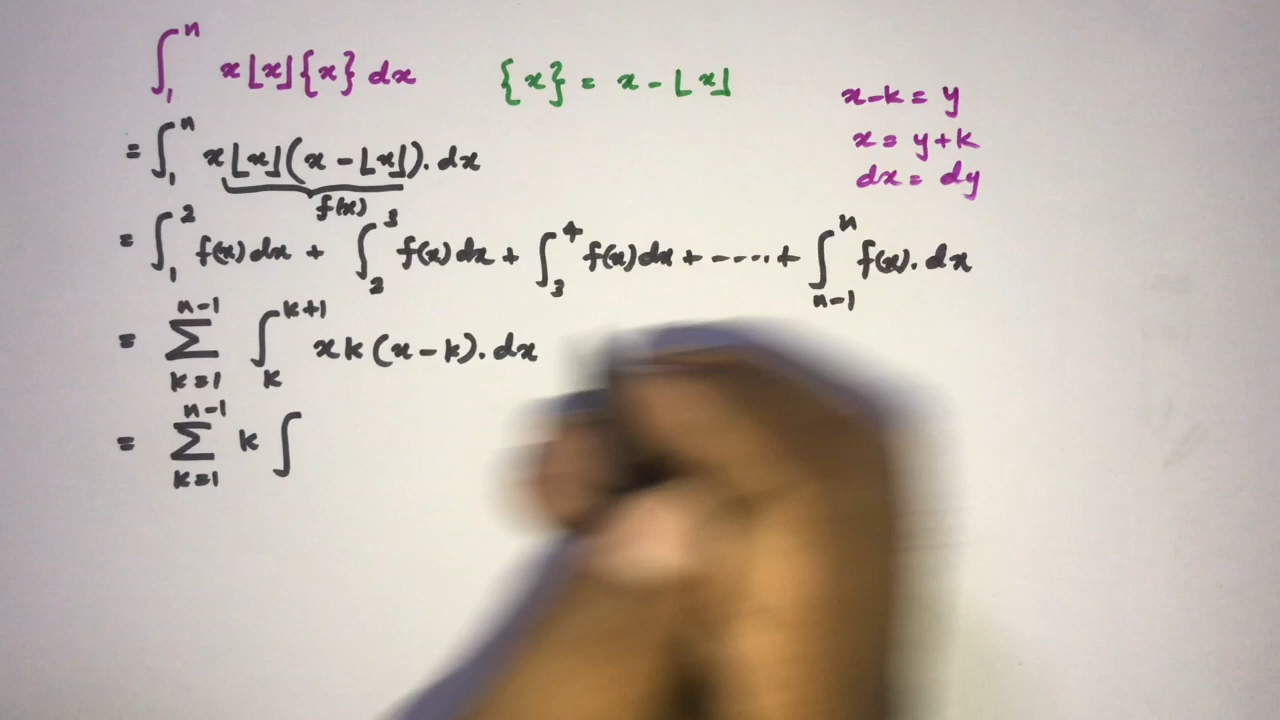 ∫₁ⁿ x⌊x⌋{x} dx
{x} = x - ⌊x⌋
x-k = y
x = y+k
dx = dy
= ∫₁ⁿ x⌊x⌋(x - ⌊x⌋). dx
f(x)
= ∫₁² f(x)dx + ∫₂³ f(x)dx + ∫₃⁴ f(x)dx + ----.. + ∫ₙ₋₁ⁿ f(x). dx
= ∑ₖ₌₁ⁿ⁻¹ ∫ₖᵏ⁺¹ xk(x-k). dx
= ∑ₖ₌₁ⁿ⁻¹ k ∫